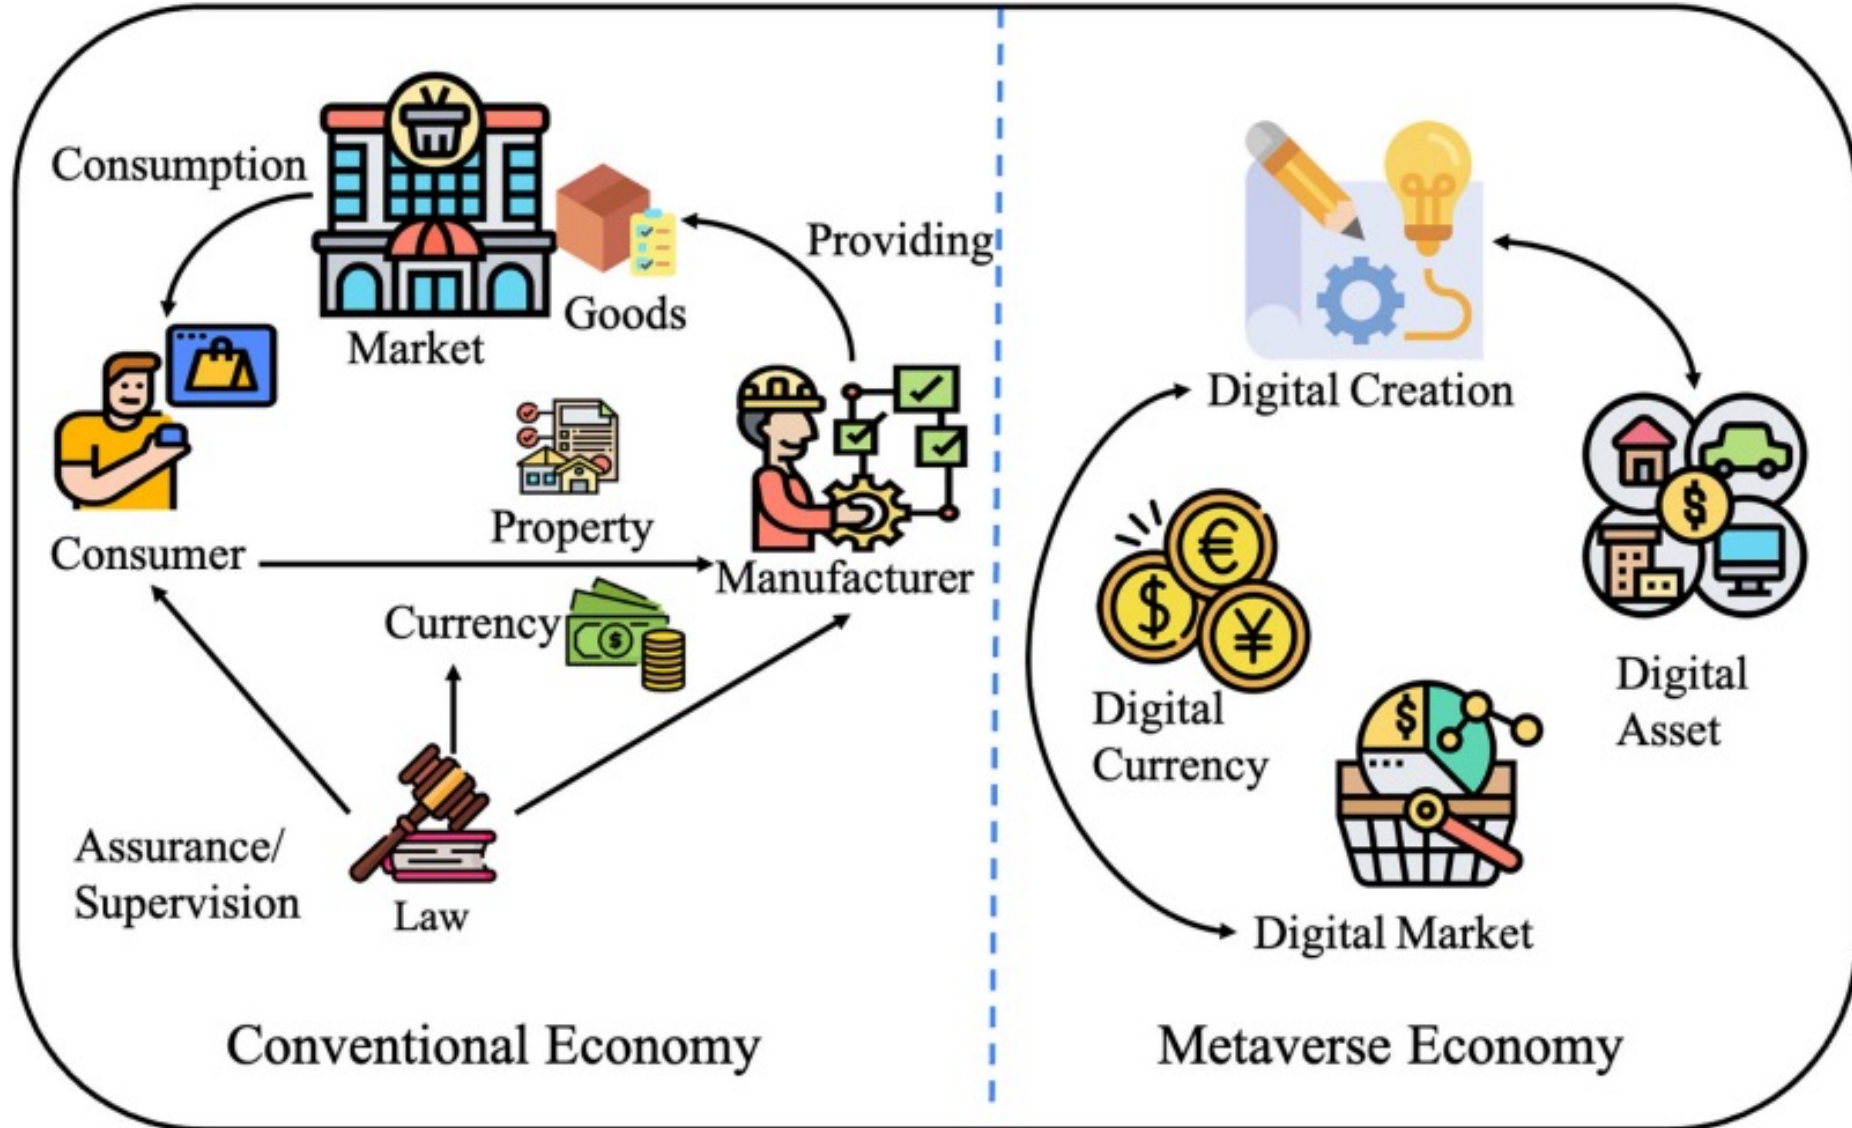 Consumption
Providing
Goods
Market
Property
Consumer
Manufacturer
Currency
Assurance/
Supervision
Law
Conventional Economy
Digital Creation
Digital
Asset
Digital
Currency
Digital Market
Metaverse Economy